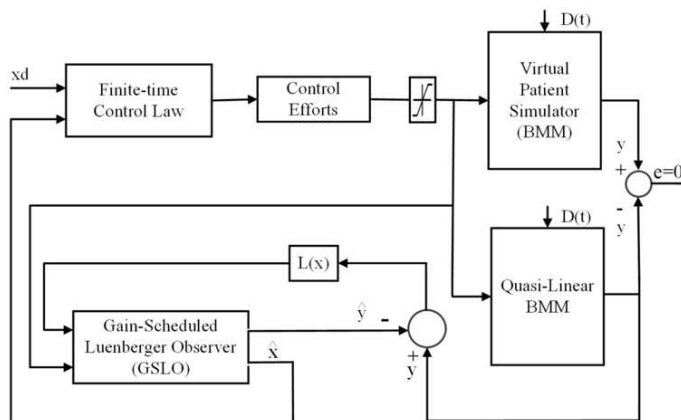 D(t)
xd
Finite-time
Control Law
Control
Efforts
Virtual
Patient
Simulator
(BMM)
y
+
e=0
-
y
D(t)
Quasi-Linear
BMM
L(x)
Gain-Scheduled
Luenberger Observer
(GSLO)
ŷ
-
x̂
+
y